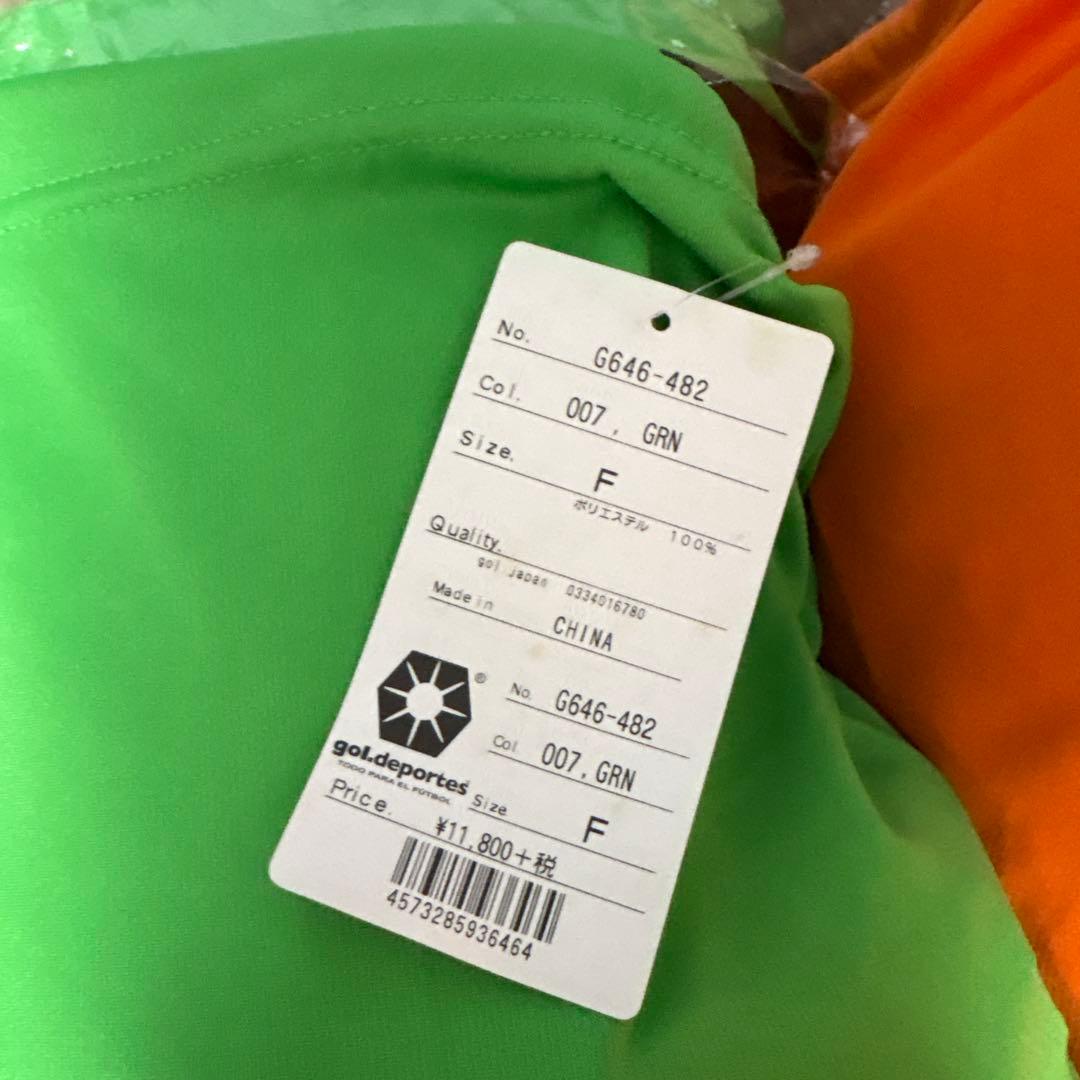 No. G646-482
Col. 007, GRN
Size. F
ポリエステル 100%
Quality.
gol.japan 0334016780
Made in CHINA
®
gol.deportes
TODO PARA EL FÚTBOL
No. G646-482
Col. 007, GRN
Size F
Price. ¥11,800+税
4573285936464